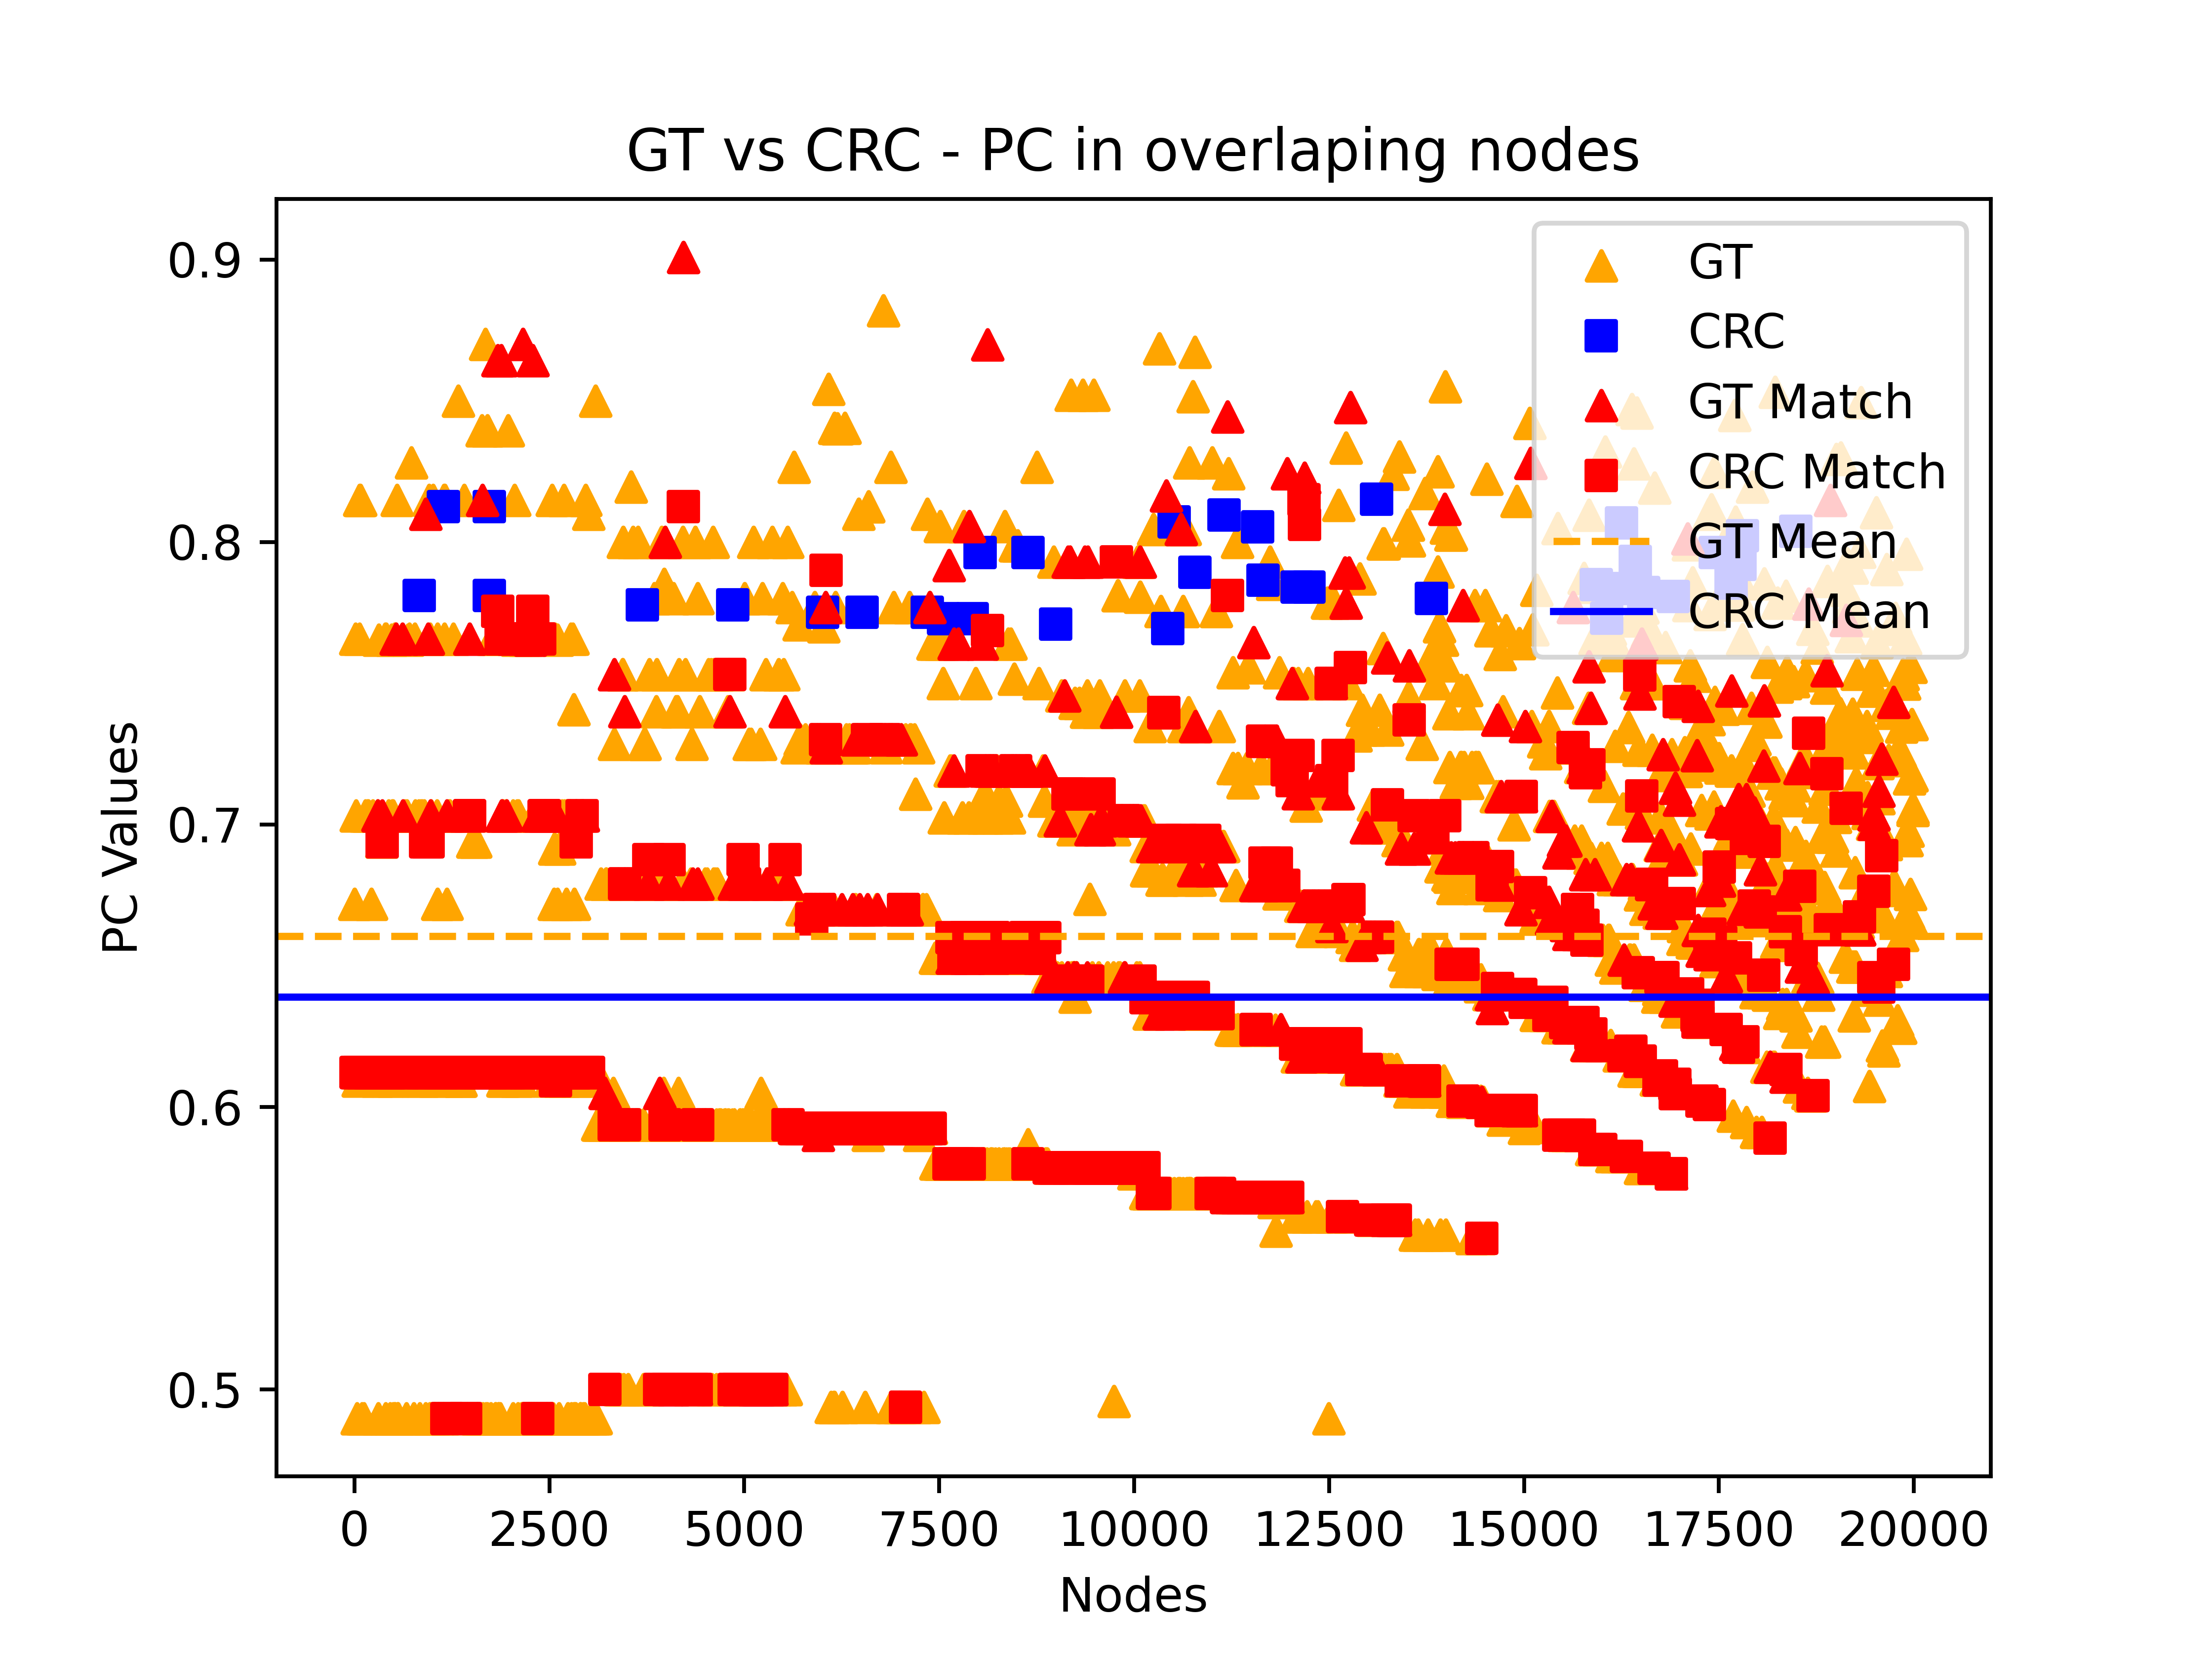 GT vs CRC - PC in overlaping nodes
0.9
0.8
0.7
0.6
0.5
PC Values
GT
CRC
GT Match
CRC Match
GT Mean
CRC Mean
0 2500 5000 7500 10000 12500 15000 17500 20000
Nodes